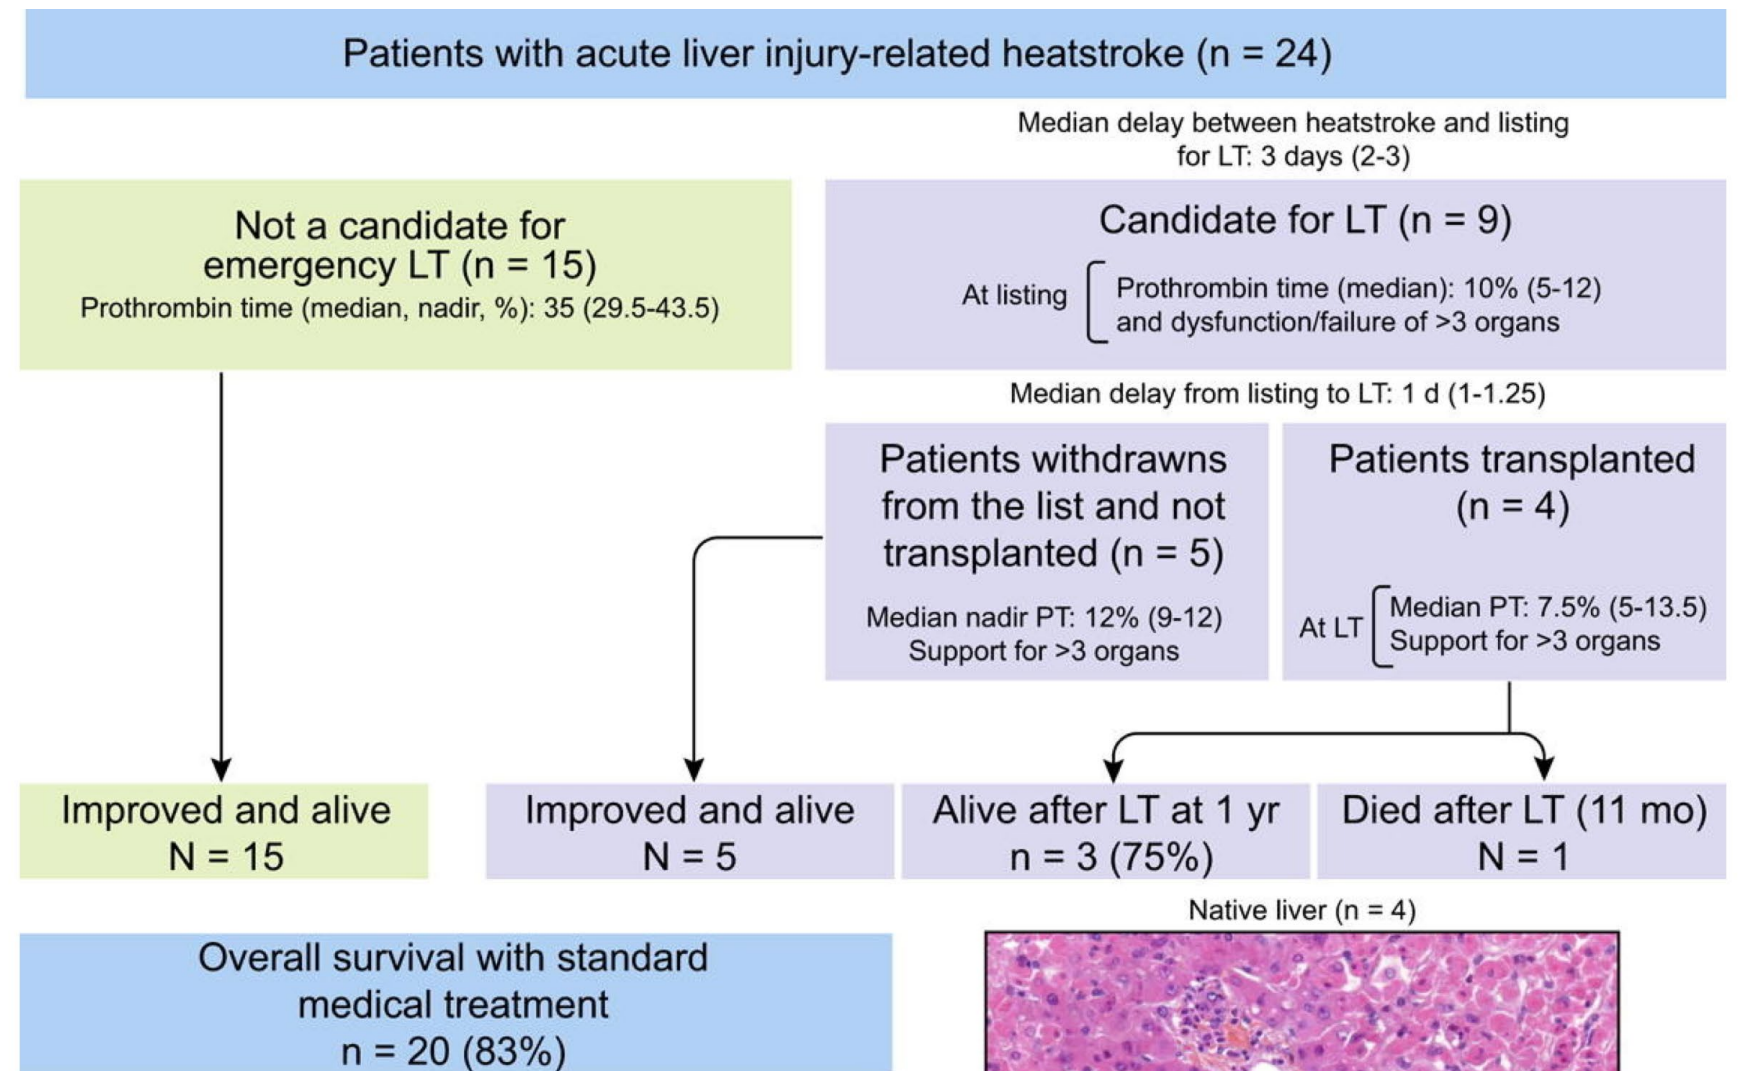 Patients with acute liver injury-related heatstroke (n = 24)
Median delay between heatstroke and listing
for LT: 3 days (2-3)
Not a candidate for
emergency LT (n = 15)
Prothrombin time (median, nadir, %): 35 (29.5-43.5)
Candidate for LT (n = 9)
At listing
Prothrombin time (median): 10% (5-12)
and dysfunction/failure of >3 organs
Median delay from listing to LT: 1 d (1-1.25)
Patients withdrawns
from the list and not
transplanted (n = 5)
Median nadir PT: 12% (9-12)
Support for >3 organs
Patients transplanted
(n = 4)
At LT
Median PT: 7.5% (5-13.5)
Support for >3 organs
Improved and alive
N = 15
Improved and alive
N = 5
Alive after LT at 1 yr
n = 3 (75%)
Died after LT (11 mo)
N = 1
Native liver (n = 4)
Overall survival with standard
medical treatment
n = 20 (83%)